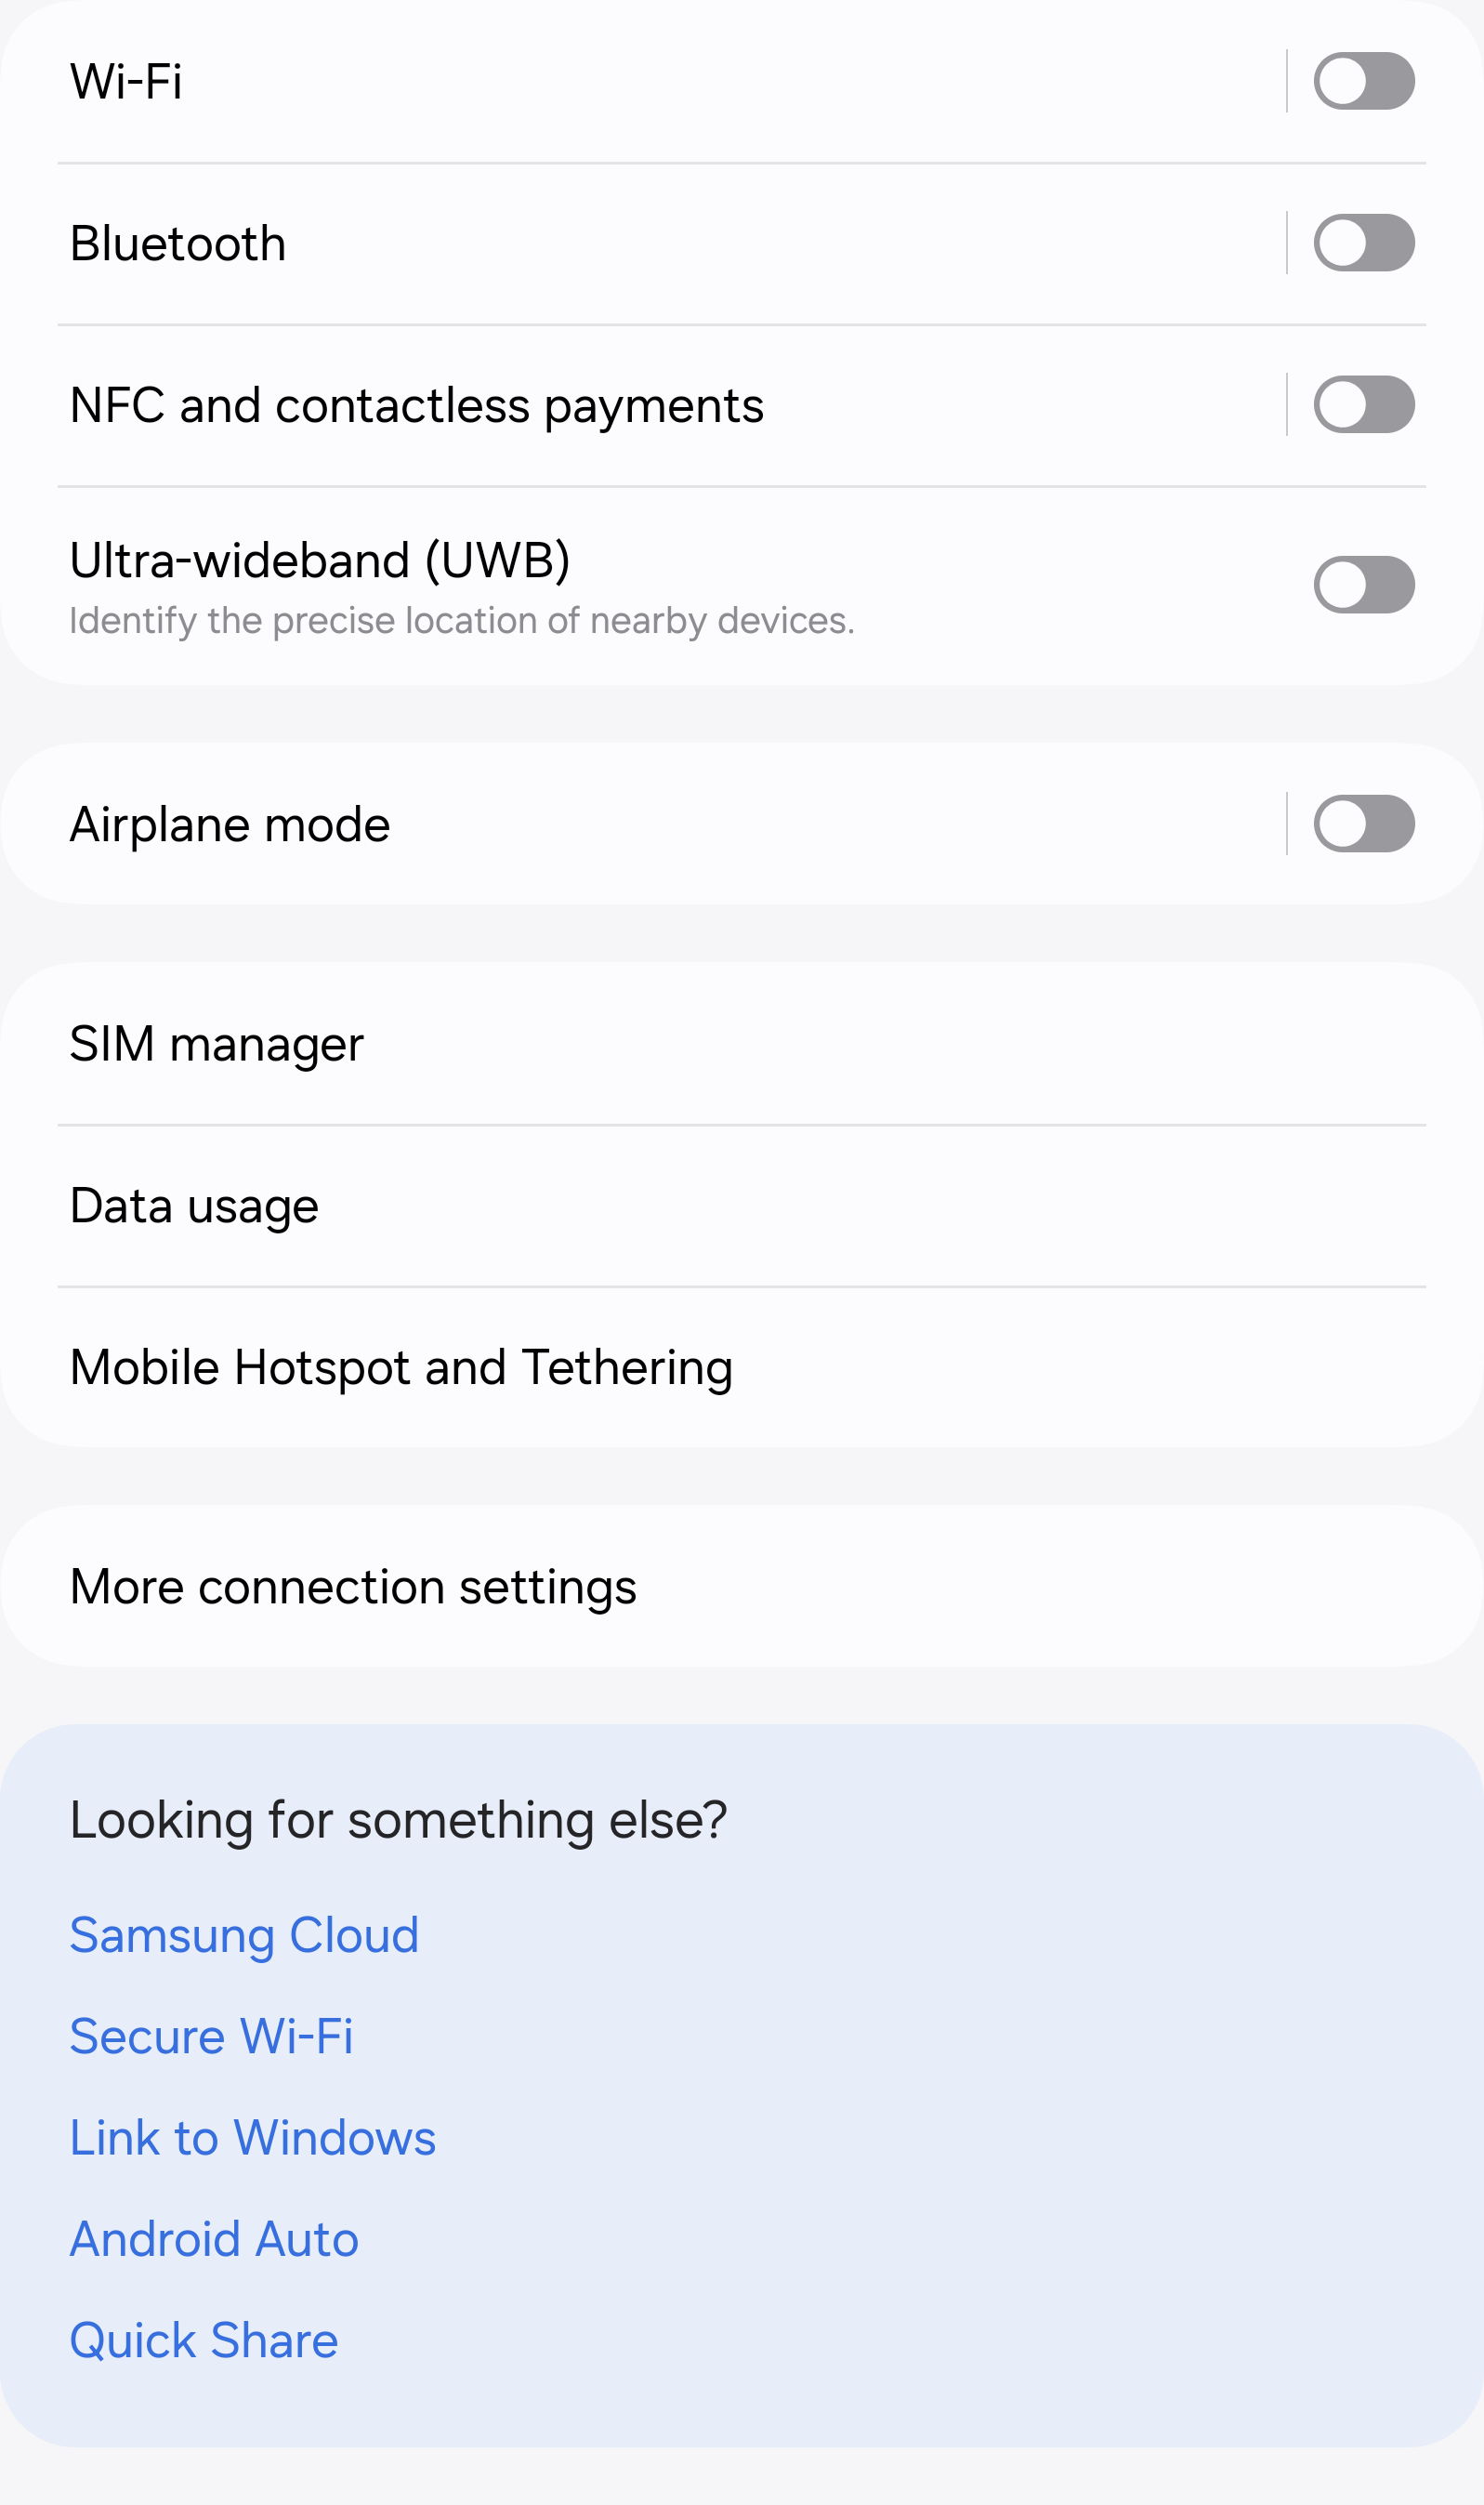 Wi-Fi
Bluetooth
NFC and contactless payments
Ultra-wideband (UWB)
Identify the precise location of nearby devices.
Airplane mode
SIM manager
Data usage
Mobile Hotspot and Tethering
More connection settings
Looking for something else?
Samsung Cloud
Secure Wi-Fi
Link to Windows
Android Auto
Quick Share